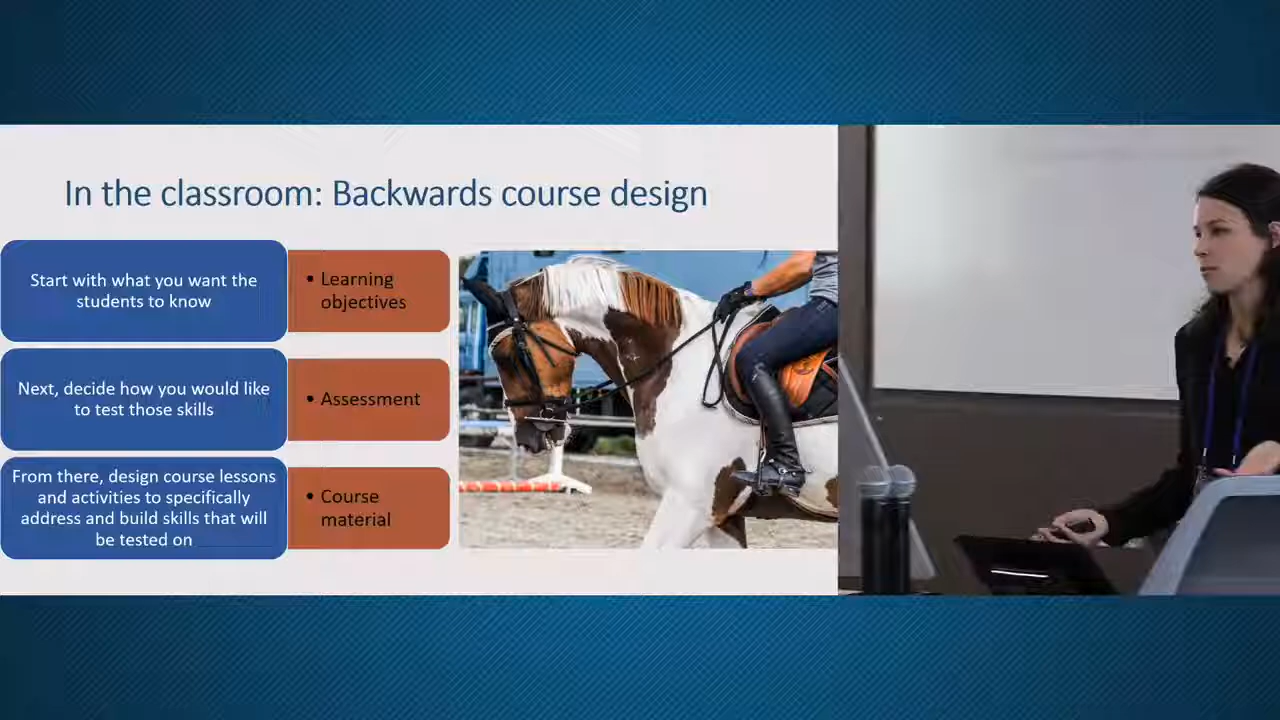 In the classroom: Backwards course design
Start with what you want the
students to know
• Learning
objectives
Next, decide how you would like
to test those skills
• Assessment
From there, design course lessons
and activities to specifically
address and build skills that will
be tested on
• Course
material